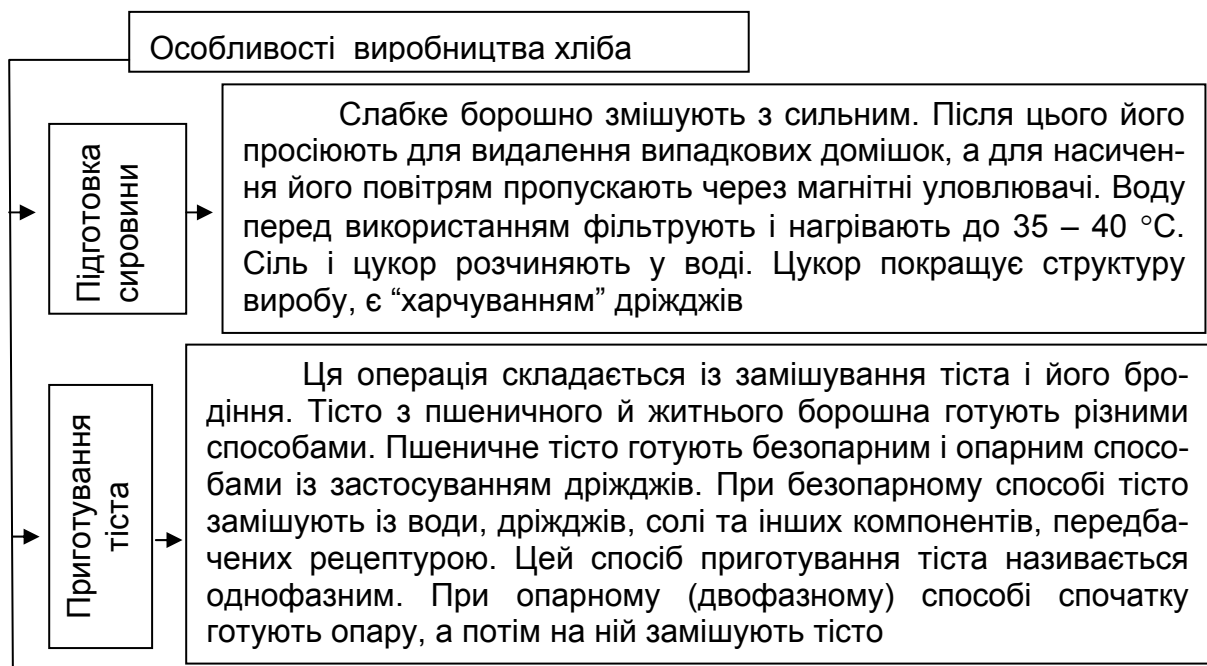 Особливості виробництва хліба
Підготовка
сировини
Слабке борошно змішують з сильним. Після цього його
просіюють для видалення випадкових домішок, а для насичен-
ня його повітрям пропускають через магнітні уловлювачі. Воду
перед використанням фільтрують і нагрівають до 35 – 40 °С.
Сіль і цукор розчиняють у воді. Цукор покращує структуру
виробу, є “харчуванням” дріжджів
Приготування
тіста
Ця операція складається із замішування тіста і його бро-
діння. Тісто з пшеничного й житнього борошна готують різними
способами. Пшеничне тісто готують безопарним і опарним спосо-
бами із застосуванням дріжджів. При безопарному способі тісто
замішують із води, дріжджів, солі та інших компонентів, передба-
чених рецептурою. Цей спосіб приготування тіста називається
однофазним. При опарному (двофазному) способі спочатку
готують опару, а потім на ній замішують тісто